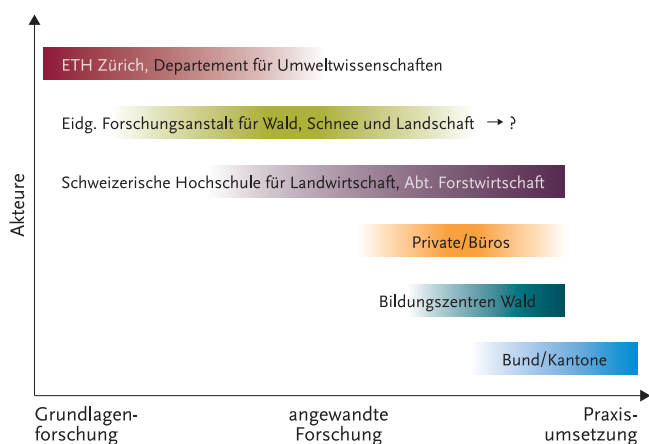 Akteure
ETH Zürich, Departement für Umweltwissenschaften
Eidg. Forschungsanstalt für Wald, Schnee und Landschaft → ?
Schweizerische Hochschule für Landwirtschaft, Abt. Forstwirtschaft
Private/Büros
Bildungszentren Wald
Bund/Kantone
Grundlagen-
forschung
angewandte
Forschung
Praxis-
umsetzung